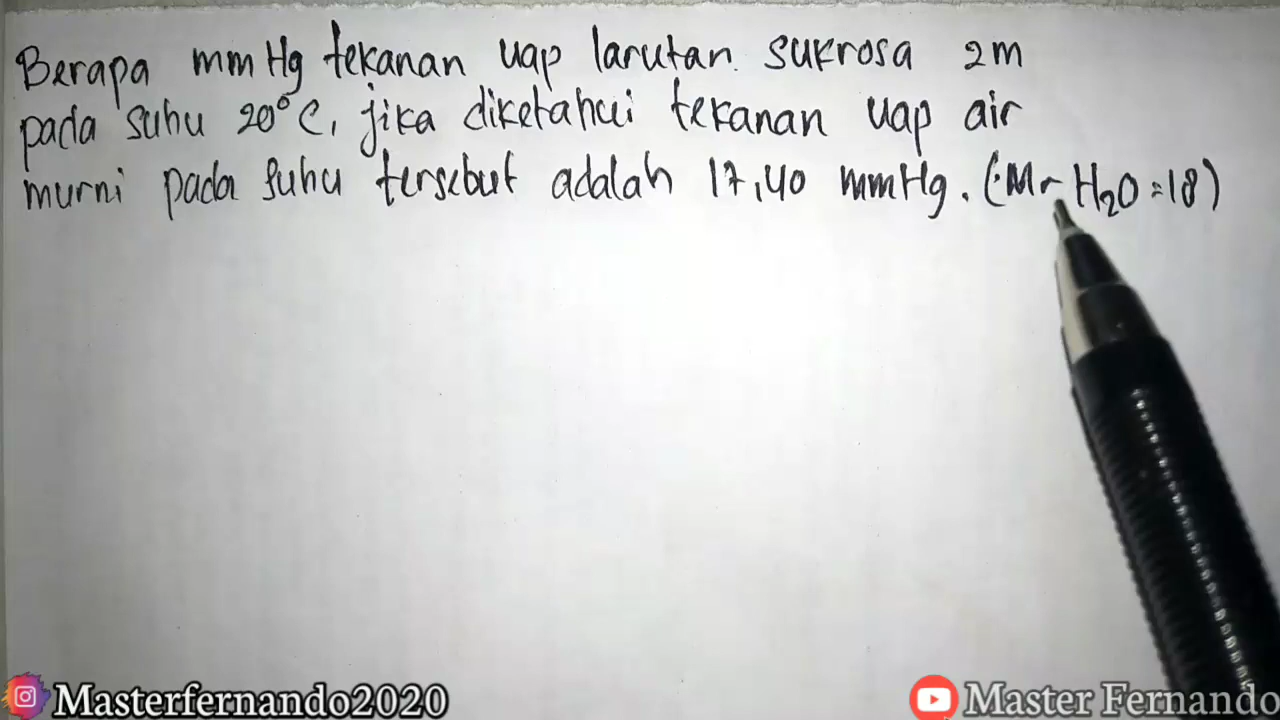 Berapa mmHg tekanan uap larutan sukrosa 2m
pada suhu 20°C, jika diketahui tekanan uap air
murni pada suhu tersebut adalah 17,40 mmHg. (Mr H₂O=18)
Masterfernando2020
Master Fernando